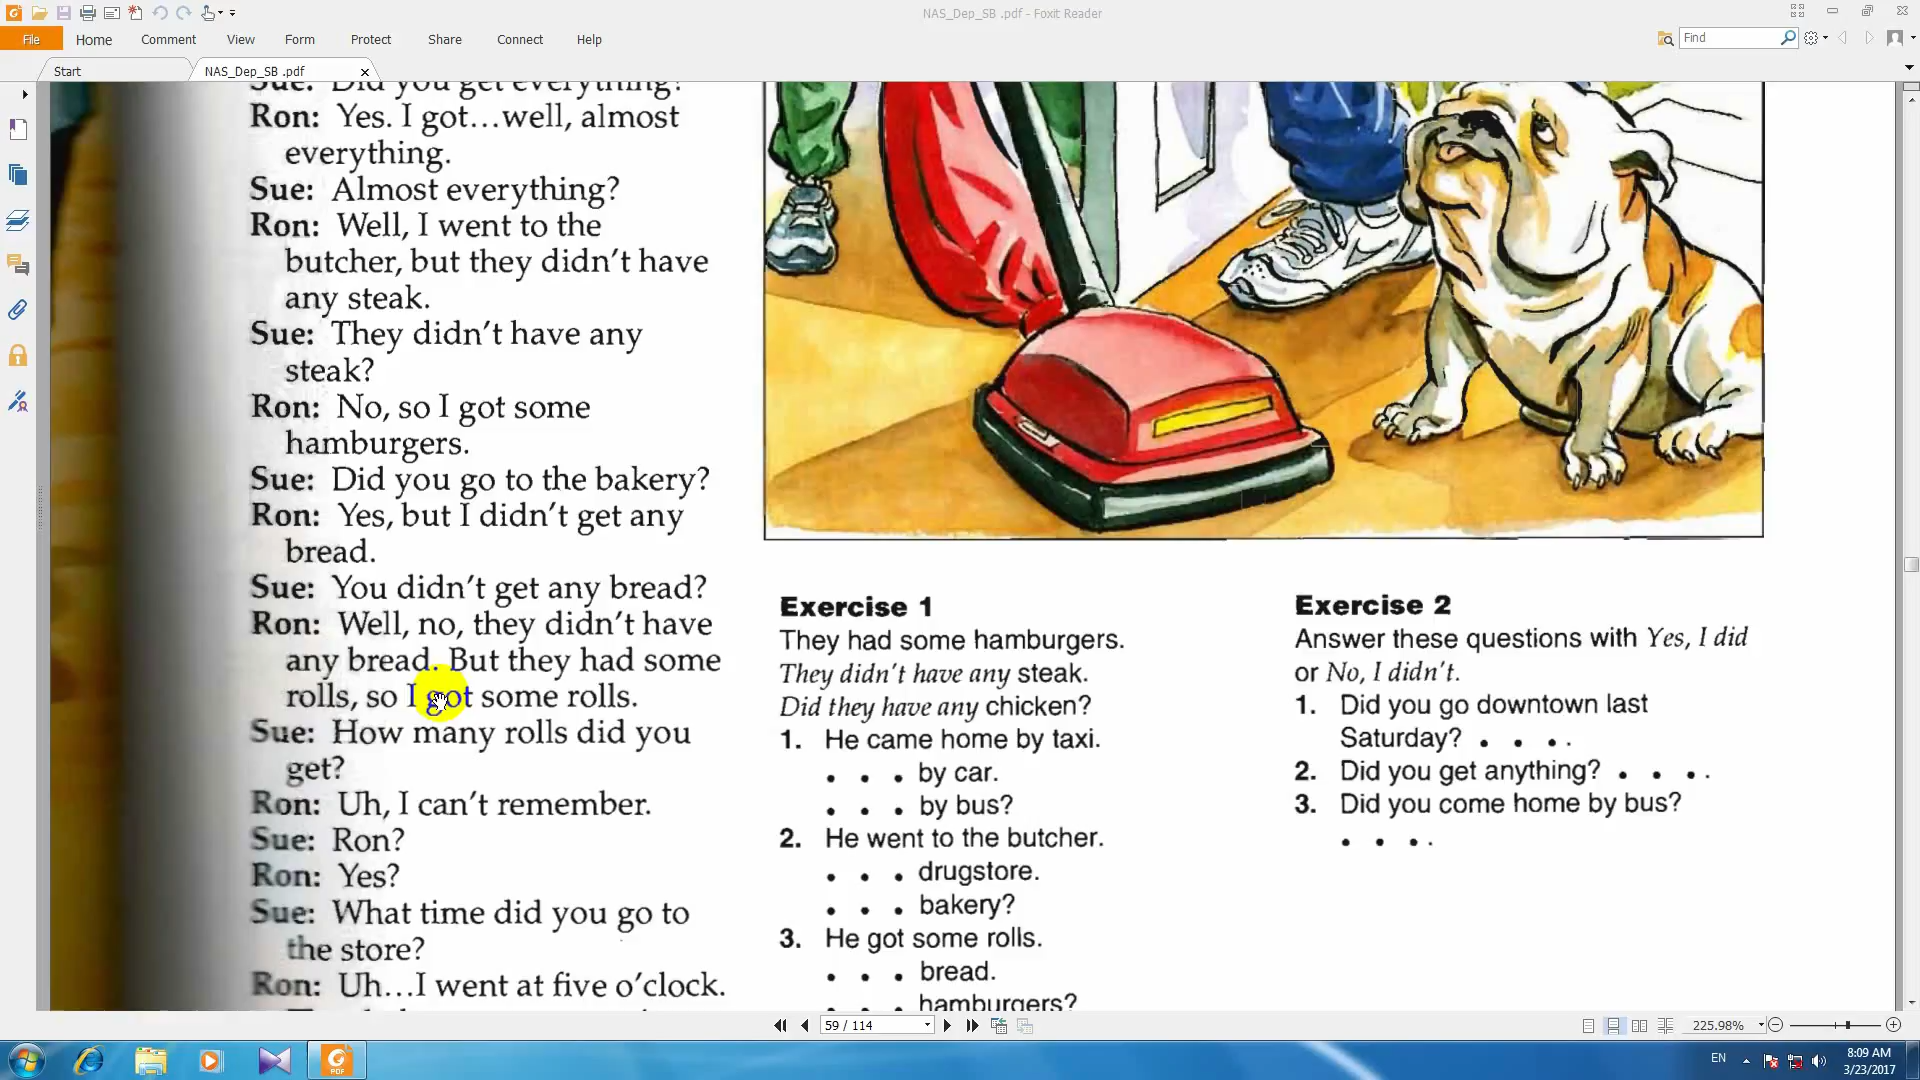 NAS_Dep_SB .pdf - Foxit Reader
File Home Comment View Form Protect Share Connect Help
Find
Start
NAS_Dep_SB .pdf
Sue: Did you get everything?
Ron: Yes. I got...well, almost
everything.
Sue: Almost everything?
Ron: Well, I went to the
butcher, but they didn't have
any steak.
Sue: They didn't have any
steak?
Ron: No, so I got some
hamburgers.
Sue: Did you go to the bakery?
Ron: Yes, but I didn't get any
bread.
Sue: You didn't get any bread?
Ron: Well, no, they didn't have
any bread. But they had some
rolls, so I got some rolls.
Sue: How many rolls did you
get?
Ron: Uh, I can't remember.
Sue: Ron?
Ron: Yes?
Sue: What time did you go to
the store?
Ron: Uh...I went at five o'clock.
Exercise 1
They had some hamburgers.
They didn't have any steak.
Did they have any chicken?
1. He came home by taxi.
. . . by car.
. . . by bus?
2. He went to the butcher.
. . . drugstore.
. . . bakery?
3. He got some rolls.
. . . bread.
. . . hamburgers?
Exercise 2
Answer these questions with Yes, I did
or No, I didn't.
1. Did you go downtown last
Saturday? . . . .
2. Did you get anything? . . . .
3. Did you come home by bus?
. . . .
59 / 114
225.98%
EN
8:09 AM
3/23/2017